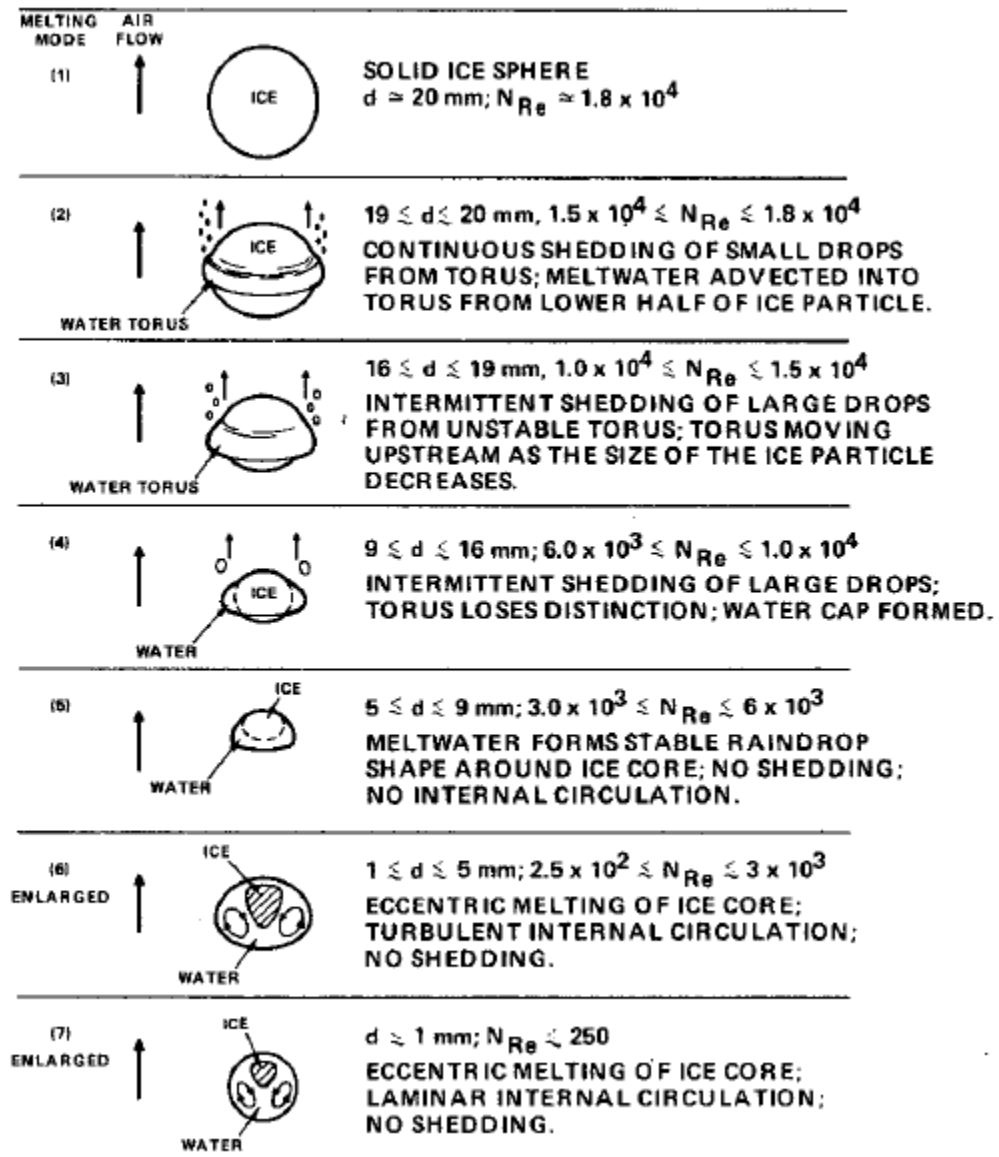 MELTING MODE AIR FLOW
(1)
ICE
SOLID ICE SPHERE
d ≃ 20 mm; N_Re ≃ 1.8 x 10^4
(2)
ICE
WATER TORUS
19 ≲ d ≲ 20 mm, 1.5 x 10^4 ≲ N_Re ≲ 1.8 x 10^4
CONTINUOUS SHEDDING OF SMALL DROPS
FROM TORUS; MELTWATER ADVECTED INTO
TORUS FROM LOWER HALF OF ICE PARTICLE.
(3)
WATER TORUS
16 ≲ d ≲ 19 mm, 1.0 x 10^4 ≲ N_Re ≲ 1.5 x 10^4
INTERMITTENT SHEDDING OF LARGE DROPS
FROM UNSTABLE TORUS; TORUS MOVING
UPSTREAM AS THE SIZE OF THE ICE PARTICLE
DECREASES.
(4)
ICE
WATER
9 ≲ d ≲ 16 mm; 6.0 x 10^3 ≲ N_Re ≲ 1.0 x 10^4
INTERMITTENT SHEDDING OF LARGE DROPS;
TORUS LOSES DISTINCTION; WATER CAP FORMED.
(5)
ICE
WATER
5 ≲ d ≲ 9 mm; 3.0 x 10^3 ≲ N_Re ≲ 6 x 10^3
MELTWATER FORMS STABLE RAINDROP
SHAPE AROUND ICE CORE; NO SHEDDING;
NO INTERNAL CIRCULATION.
(6)
ENLARGED
ICE
WATER
1 ≲ d ≲ 5 mm; 2.5 x 10^2 ≲ N_Re ≲ 3 x 10^3
ECCENTRIC MELTING OF ICE CORE;
TURBULENT INTERNAL CIRCULATION;
NO SHEDDING.
(7)
ENLARGED
ICE
WATER
d ≳ 1 mm; N_Re ≲ 250
ECCENTRIC MELTING OF ICE CORE;
LAMINAR INTERNAL CIRCULATION;
NO SHEDDING.